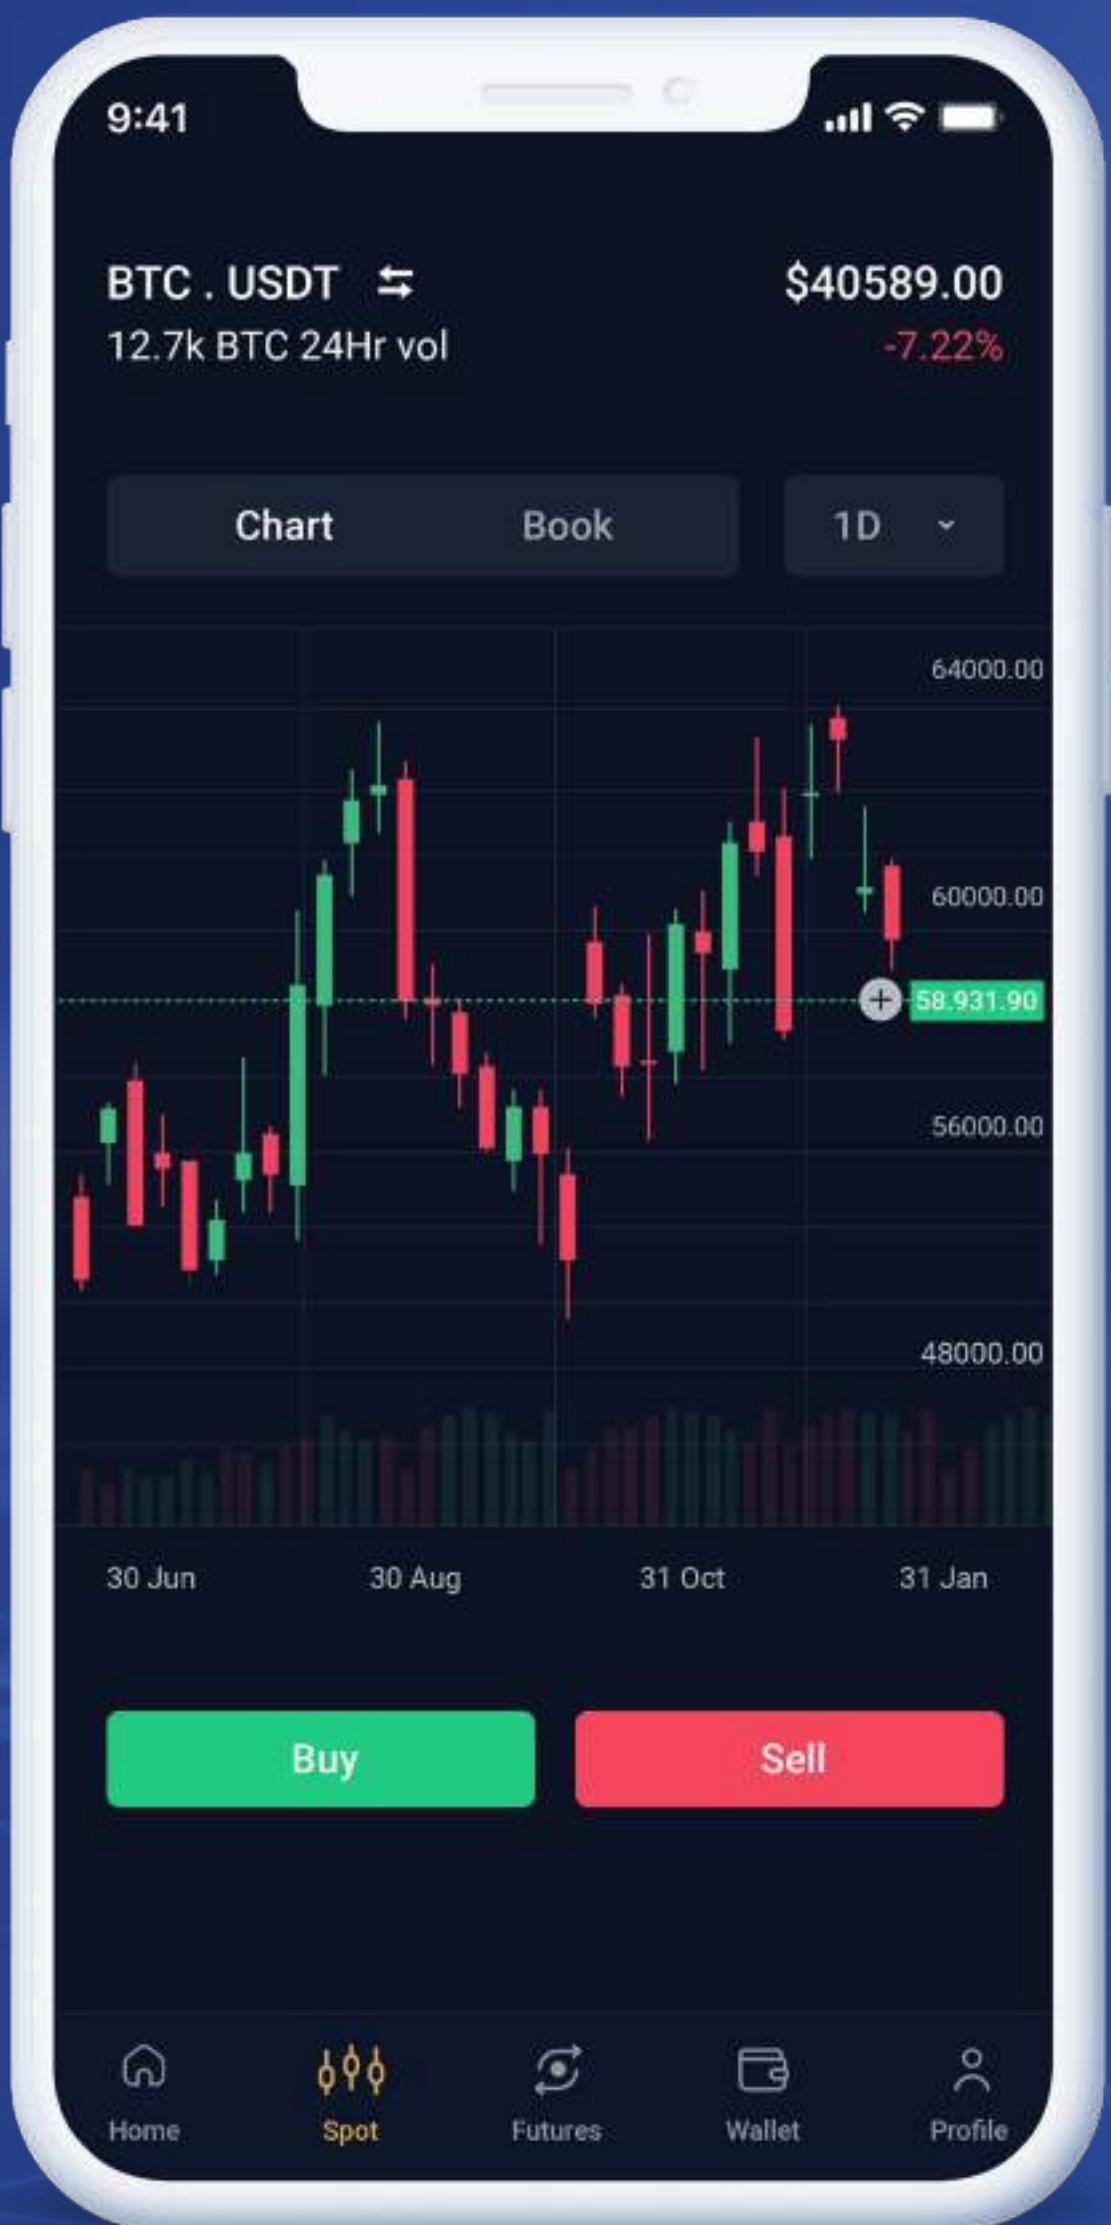 9:41
BTC . USDT
$40589.00
12.7k BTC 24Hr vol
-7.22%
Chart
Book
1D
64000.00
60000.00
58.931.90
56000.00
48000.00
30 Jun
30 Aug
31 Oct
31 Jan
Buy
Sell
Home
Spot
Futures
Wallet
Profile